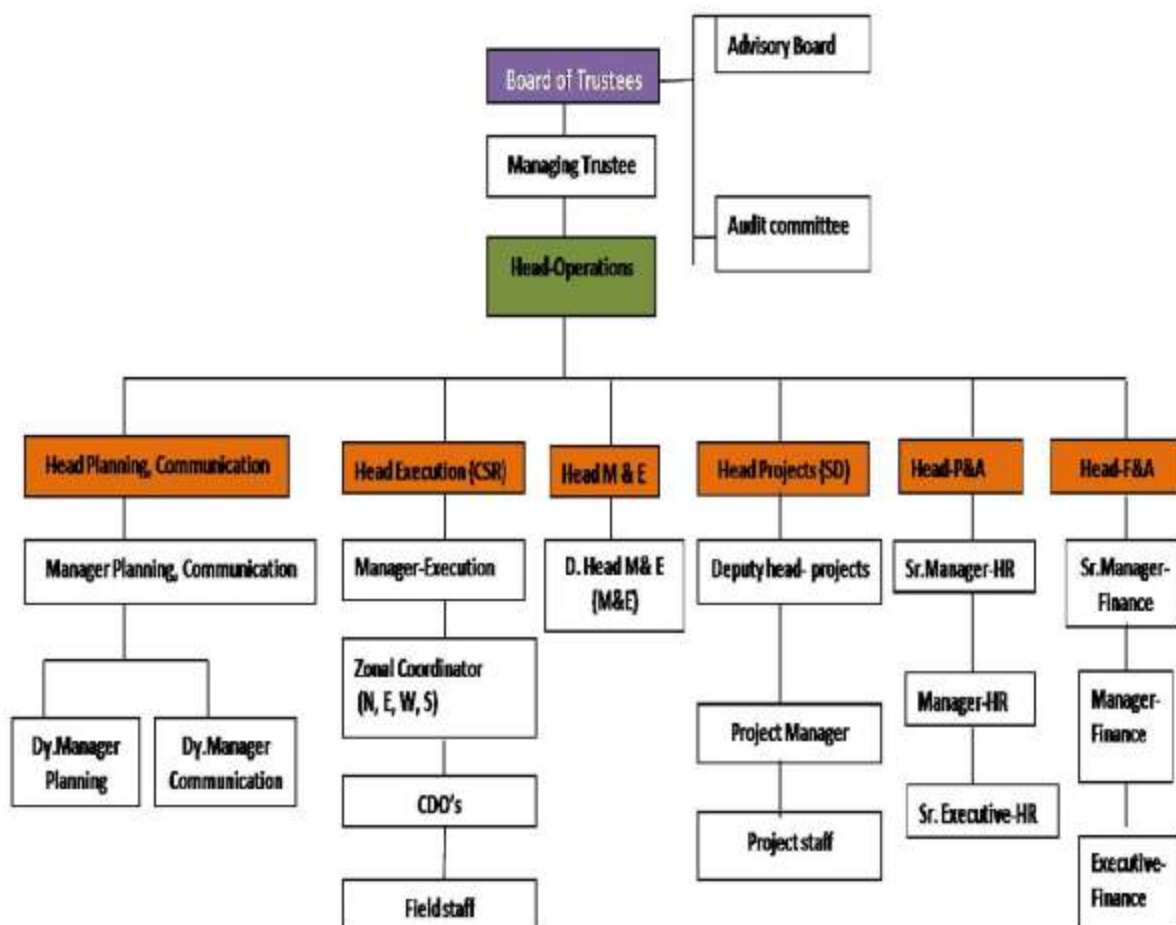 Advisory Board
Board of Trustees
Managing Trustee
Audit committee
Head-Operations
Head Planning, Communication
Head Execution (CSR)
Head M & E
Head Projects (SD)
Head-P&A
Head-F&A
Manager Planning, Communication
Manager-Execution
D. Head M& E
(M&E)
Deputy head- projects
Sr.Manager-HR
Sr.Manager-
Finance
Zonal Coordinator
(N, E, W, S)
Dy.Manager
Planning
Dy.Manager
Communication
Project Manager
Manager-HR
Manager-
Finance
CDO's
Project staff
Sr. Executive-HR
Field staff
Executive-
Finance